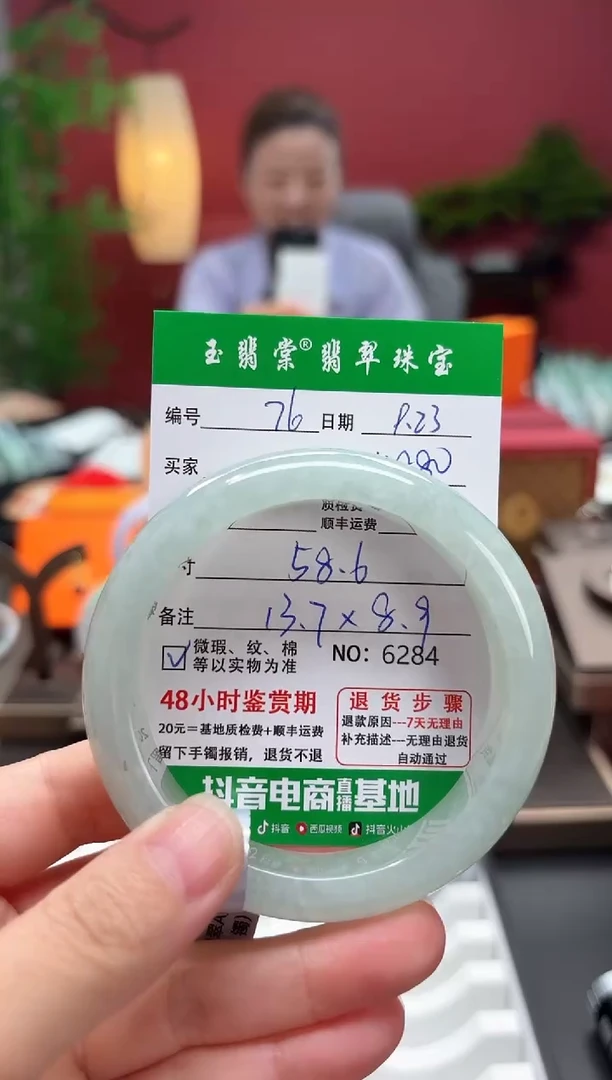 玉翡棠®翡翠珠宝
编号 76 日期 9.23
买家
顺丰运费
寸 58.6
备注 13.7×8.9
微瑕、纹、棉
等以实物为准
NO: 6284
48小时鉴赏期
20元=基地质检费+顺丰运费
留下手镯报销，退货不退
退货步骤
退款原因---7天无理由
补充描述---无理由退货
自动通过
抖音电商直播基地
抖音 西瓜视频 抖音火山